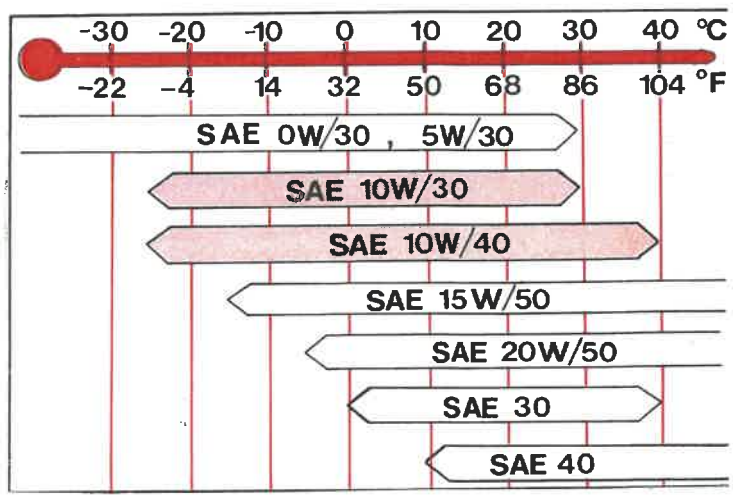 -30 -20 -10 0 10 20 30 40 °C
-22 -4 14 32 50 68 86 104 °F
SAE 0W/30 , 5W/30
SAE 10W/30
SAE 10W/40
SAE 15W/50
SAE 20W/50
SAE 30
SAE 40